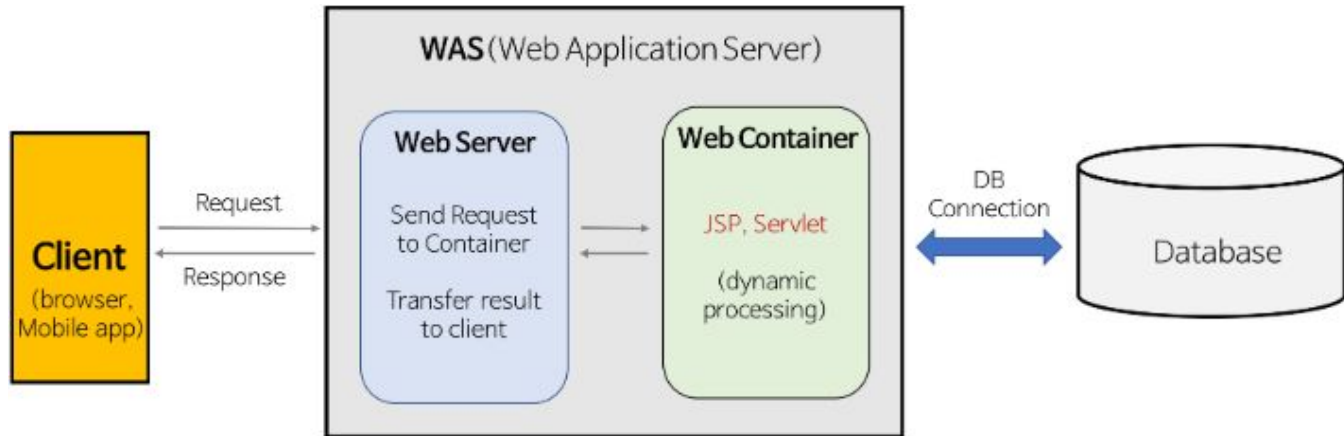 WAS(Web Application Server)
Client
(browser,
Mobile app)
Request
Response
Web Server
Send Request
to Container
Transfer result
to client
Web Container
JSP, Servlet
(dynamic
processing)
DB
Connection
Database